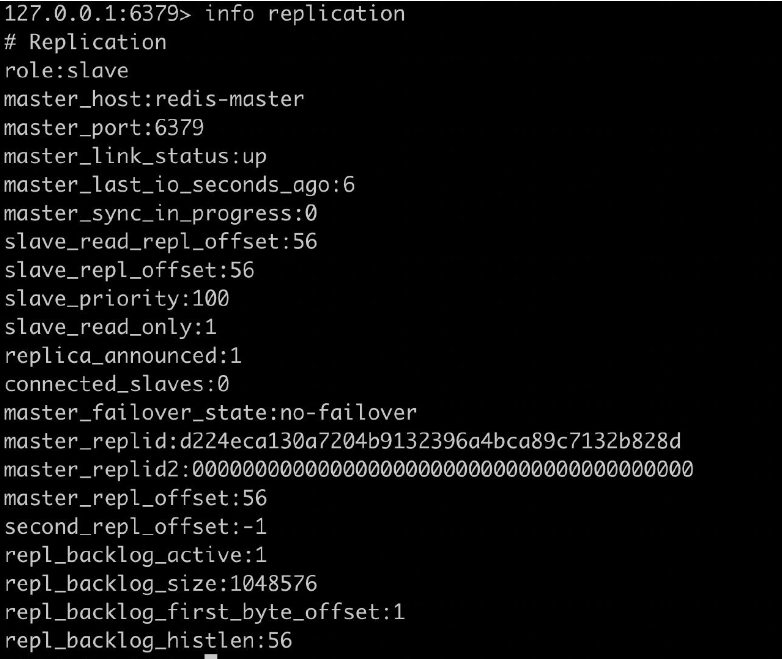 127.0.0.1:6379> info replication
# Replication
role:slave
master_host:redis-master
master_port:6379
master_link_status:up
master_last_io_seconds_ago:6
master_sync_in_progress:0
slave_read_repl_offset:56
slave_repl_offset:56
slave_priority:100
slave_read_only:1
replica_announced:1
connected_slaves:0
master_failover_state:no-failover
master_replid:d224eca130a7204b9132396a4bca89c7132b828d
master_replid2:0000000000000000000000000000000000000000
master_repl_offset:56
second_repl_offset:-1
repl_backlog_active:1
repl_backlog_size:1048576
repl_backlog_first_byte_offset:1
repl_backlog_histlen:56